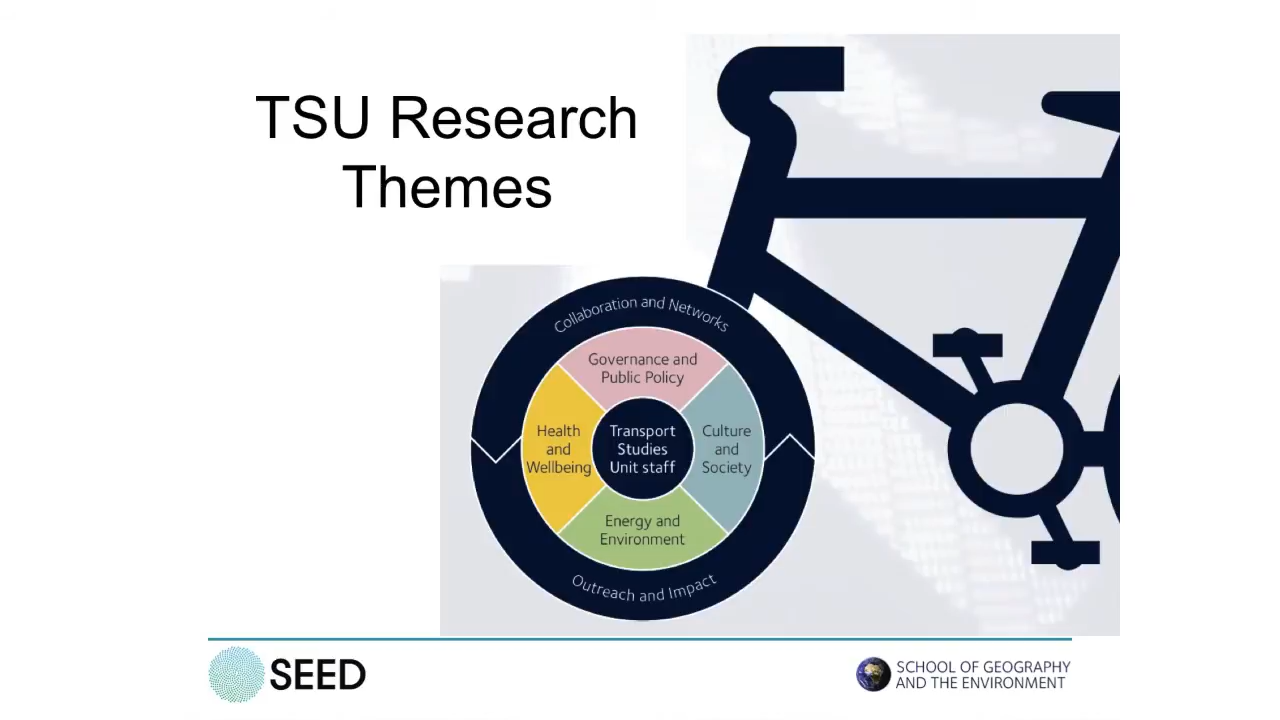 TSU Research
Themes
Collaboration and Networks
Governance and
Public Policy
Health
and
Wellbeing
Transport
Studies
Unit staff
Culture
and
Society
Energy and
Environment
Outreach and Impact
SEED
SCHOOL OF GEOGRAPHY
AND THE ENVIRONMENT